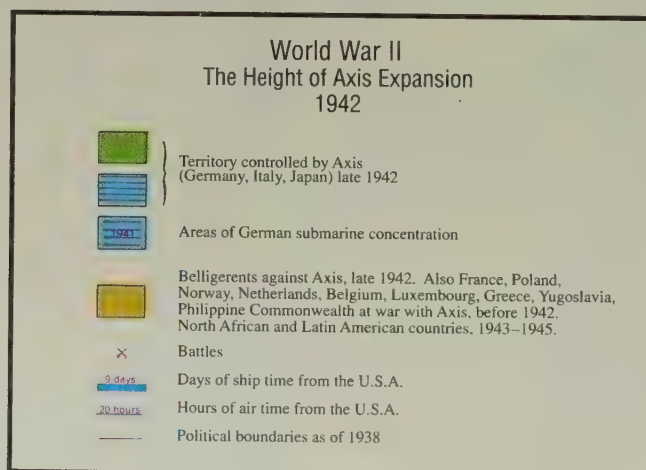 World War II
The Height of Axis Expansion
1942
Territory controlled by Axis
(Germany, Italy, Japan) late 1942
1941
Areas of German submarine concentration
Belligerents against Axis, late 1942. Also France, Poland,
Norway, Netherlands, Belgium, Luxembourg, Greece, Yugoslavia,
Philippine Commonwealth at war with Axis, before 1942.
North African and Latin American countries, 1943–1945.
Battles
9 days
Days of ship time from the U.S.A.
20 hours
Hours of air time from the U.S.A.
Political boundaries as of 1938